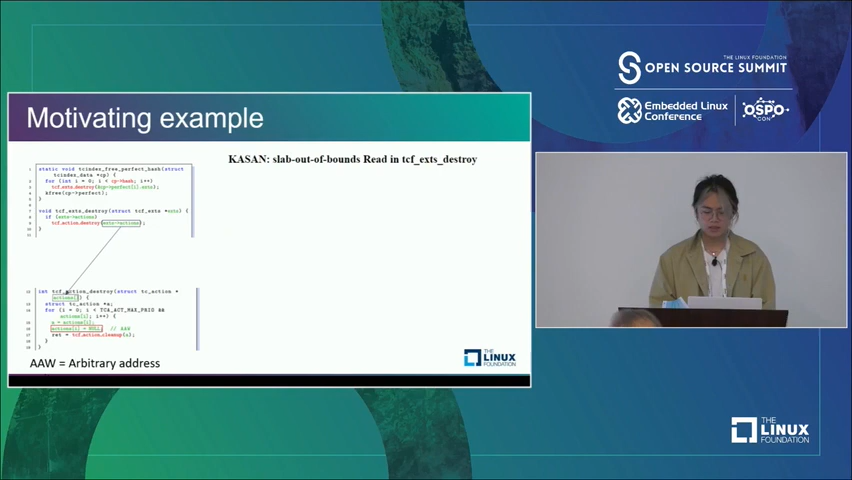 THE LINUX FOUNDATION
OPEN SOURCE SUMMIT
Embedded Linux
Conference
OSPO
CON
Motivating example
KASAN: slab-out-of-bounds Read in tcf_exts_destroy
static void tcindex_free_perfect_hash(struct
tcindex_data *cp) {
for (int i = 0; i < cp->hash; i++)
tcf_exts_destroy(&cp->perfect[i].exts);
kfree(cp->perfect);
}
void tcf_exts_destroy(struct tcf_exts *exts) {
if (exts->actions)
tcf_action_destroy(exts->actions);
}
int tcf_action_destroy(struct tc_action *
actions[]) {
struct tc_action *a;
for (i = 0; i < TCA_ACT_MAX_PRIO &&
actions[i]; i++) {
a = actions[i];
actions[i] = NULL; // AAW
ret = tcf_action_cleanup(a);
}
}
AAW = Arbitrary address
THE
LINUX
FOUNDATION
THE
LINUX
FOUNDATION